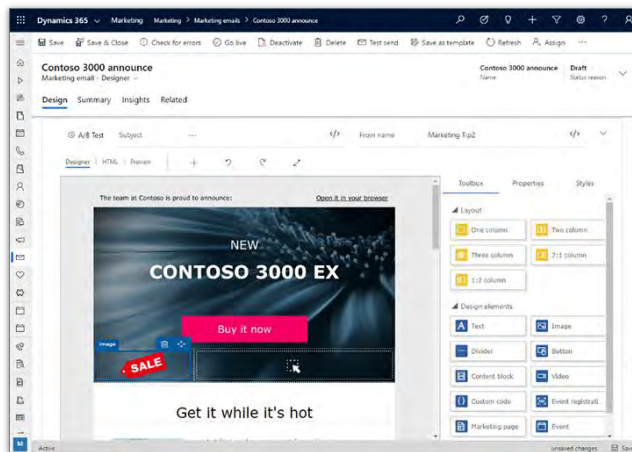 Dynamics 365 Marketing Marketing > Marketing emails > Contoso 3000 announce
Save Save & Close Check for errors Go live Deactivate Delete Test send Save as template Refresh Assign ...
Contoso 3000 announce
Marketing email - Designer
Contoso 3000 announce
Name
Draft
Status reason
Design Summary Insights Related
A/B Test Subject --- </> From name Marketing Tip2 </>
Designer | HTML | Preview
Toolbox Properties Styles
The team at Contoso is proud to announce: Open it in your browser
NEW
CONTOSO 3000 EX
Buy it now
Image
SALE
Get it while it's hot
Layout
One column Two column
Three column 2:1 column
1:2 column
Design elements
Text Image
Divider Button
Content block Video
Custom code Event registrati...
Marketing page Event
M Active unsaved changes Save